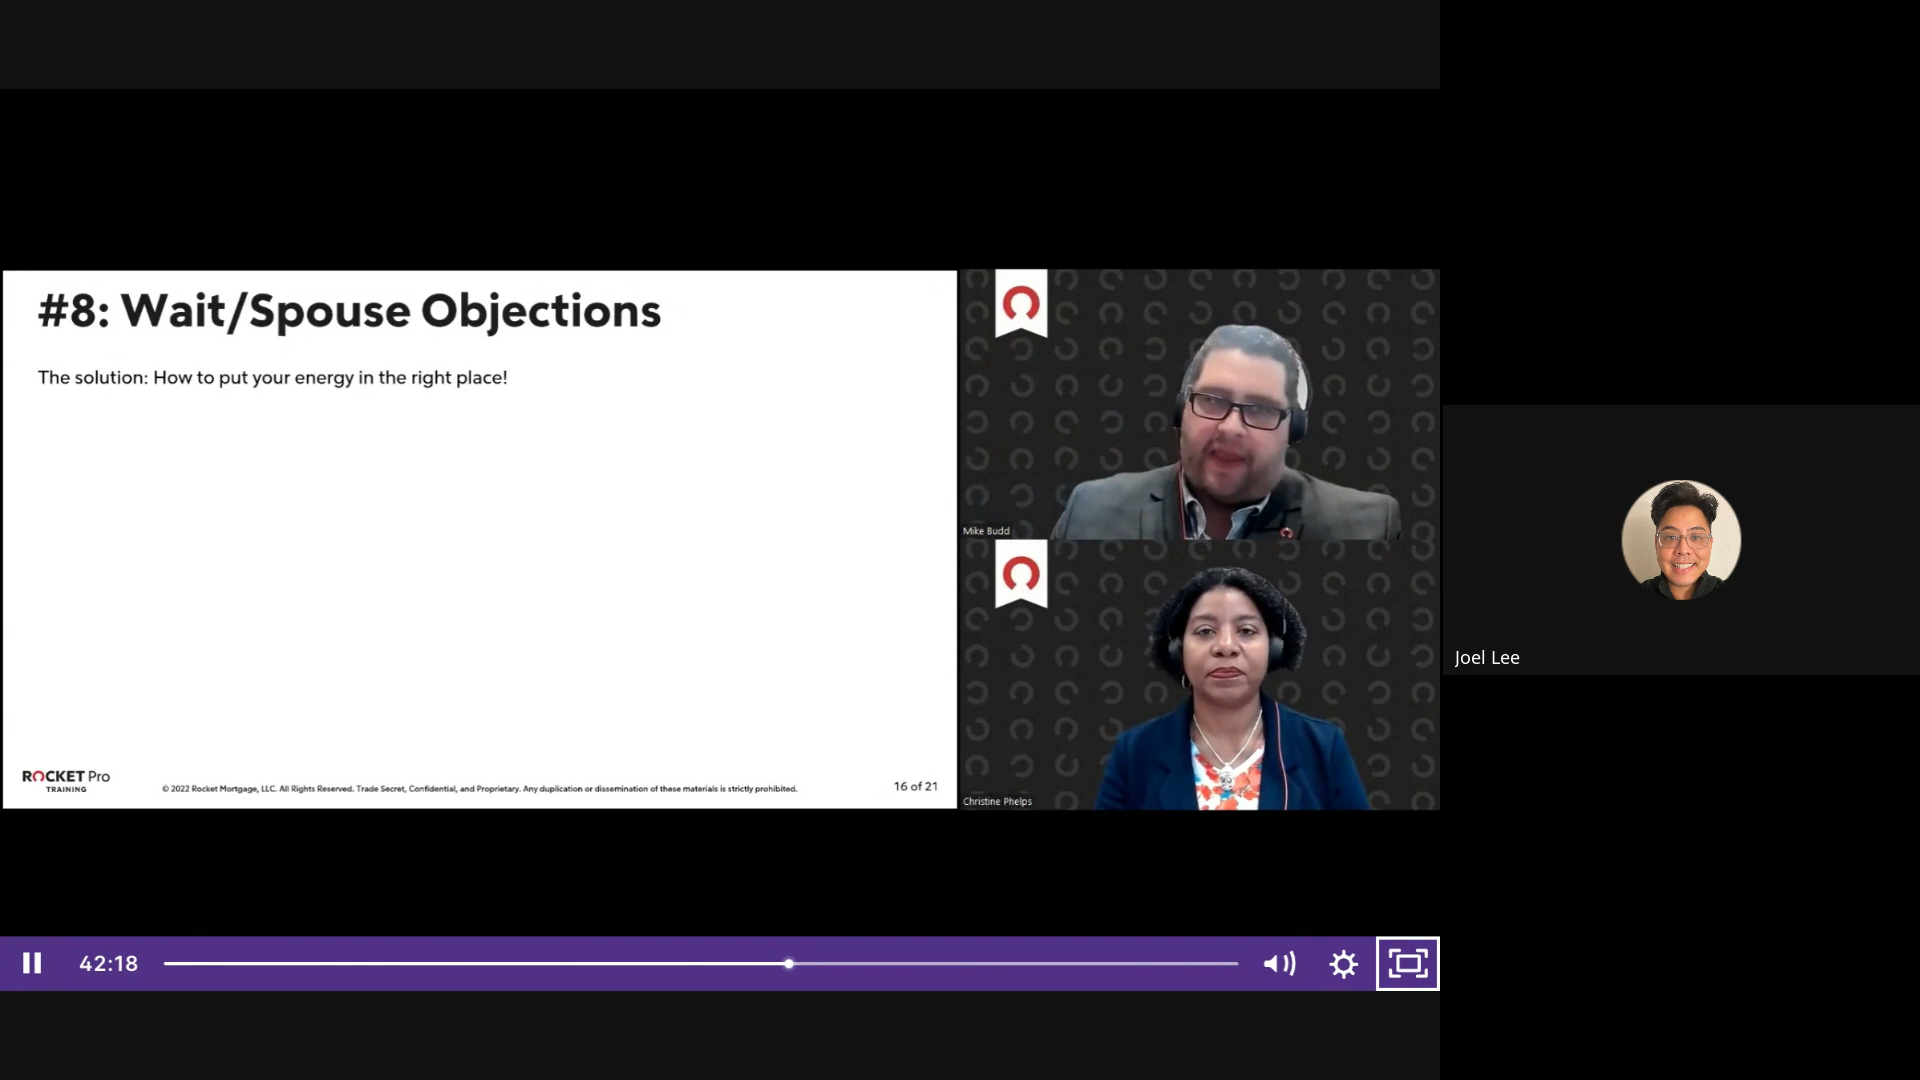 #8: Wait/Spouse Objections
The solution: How to put your energy in the right place!
ROCKET Pro
TRAINING
© 2022 Rocket Mortgage, LLC. All Rights Reserved. Trade Secret, Confidential, and Proprietary. Any duplication or dissemination of these materials is strictly prohibited.
16 of 21
Mike Budd
Christine Phelps
Joel Lee
42:18